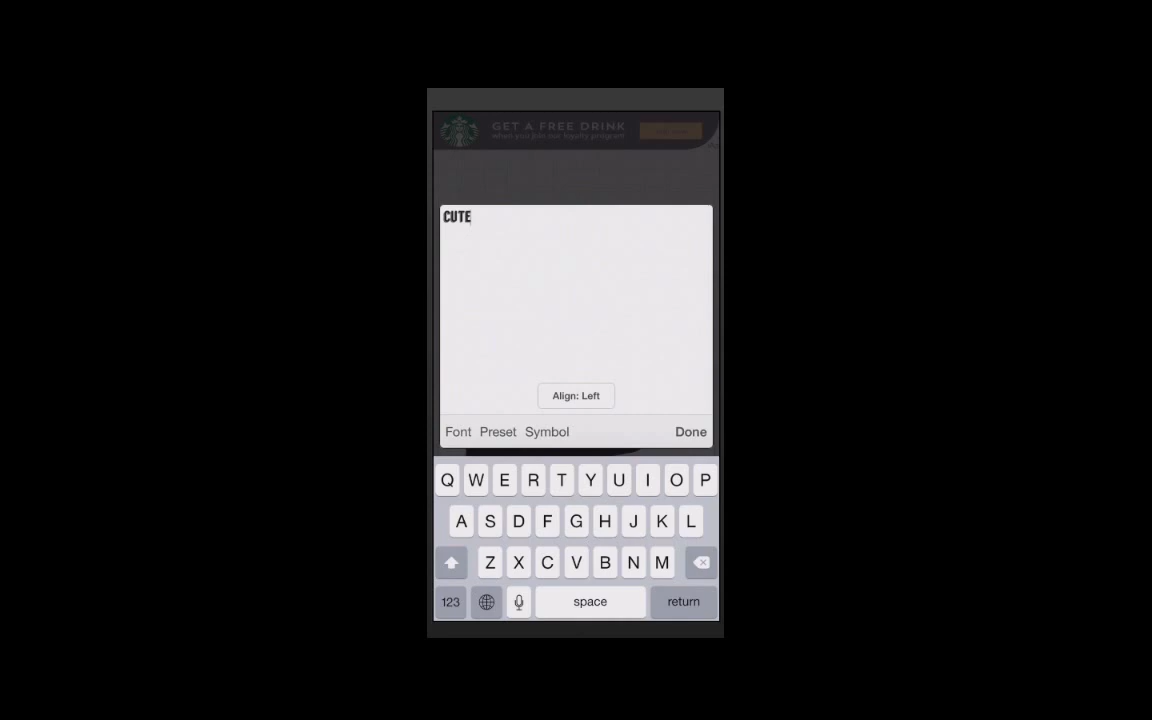 GET A FREE DRINK
when you join our loyalty program
CUTE
Align: Left
Font Preset Symbol Done
Q W E R T Y U I O P
A S D F G H J K L
Z X C V B N M
123 space return